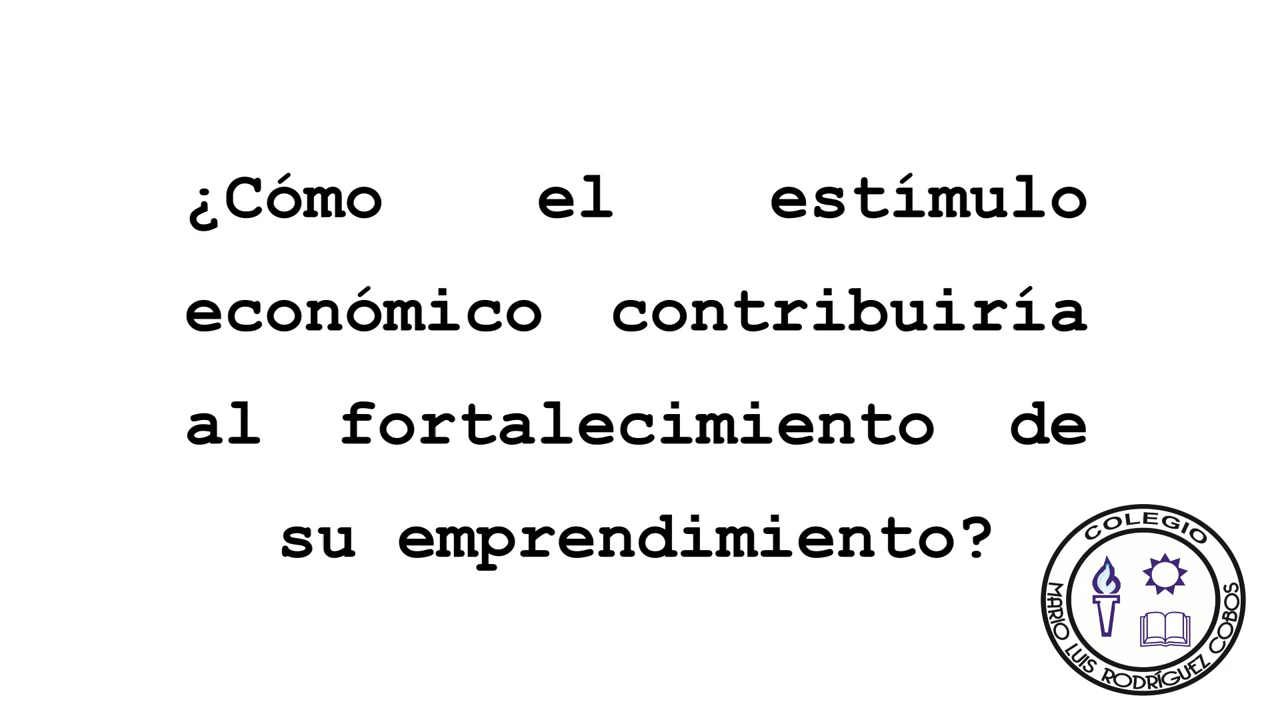 ¿Cómo el estímulo
económico contribuiría
al fortalecimiento de
su emprendimiento?
COLEGIO
MARIO LUIS RODRÍGUEZ COBOS